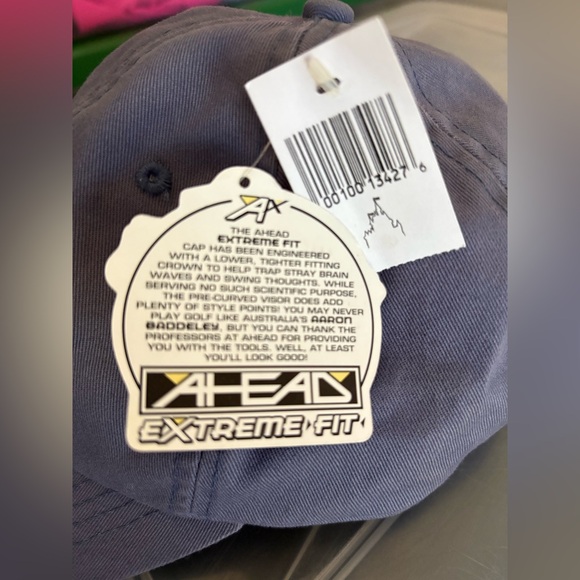 00100 13427 6
AX
THE AHEAD
EXTREME FIT
CAP HAS BEEN ENGINEERED
WITH A LOWER, TIGHTER FITTING
CROWN TO HELP TRAP STRAY BRAIN
WAVES AND SWING THOUGHTS. WHILE
SERVING NO SUCH SCIENTIFIC PURPOSE,
THE PRE-CURVED VISOR DOES ADD
PLENTY OF STYLE POINTS! YOU MAY NEVER
PLAY GOLF LIKE AUSTRALIA'S AARON
BADDELEY, BUT YOU CAN THANK THE
PROFESSORS AT AHEAD FOR PROVIDING
YOU WITH THE TOOLS. WELL, AT LEAST
YOU'LL LOOK GOOD!
AHEAD
EXTREME FIT